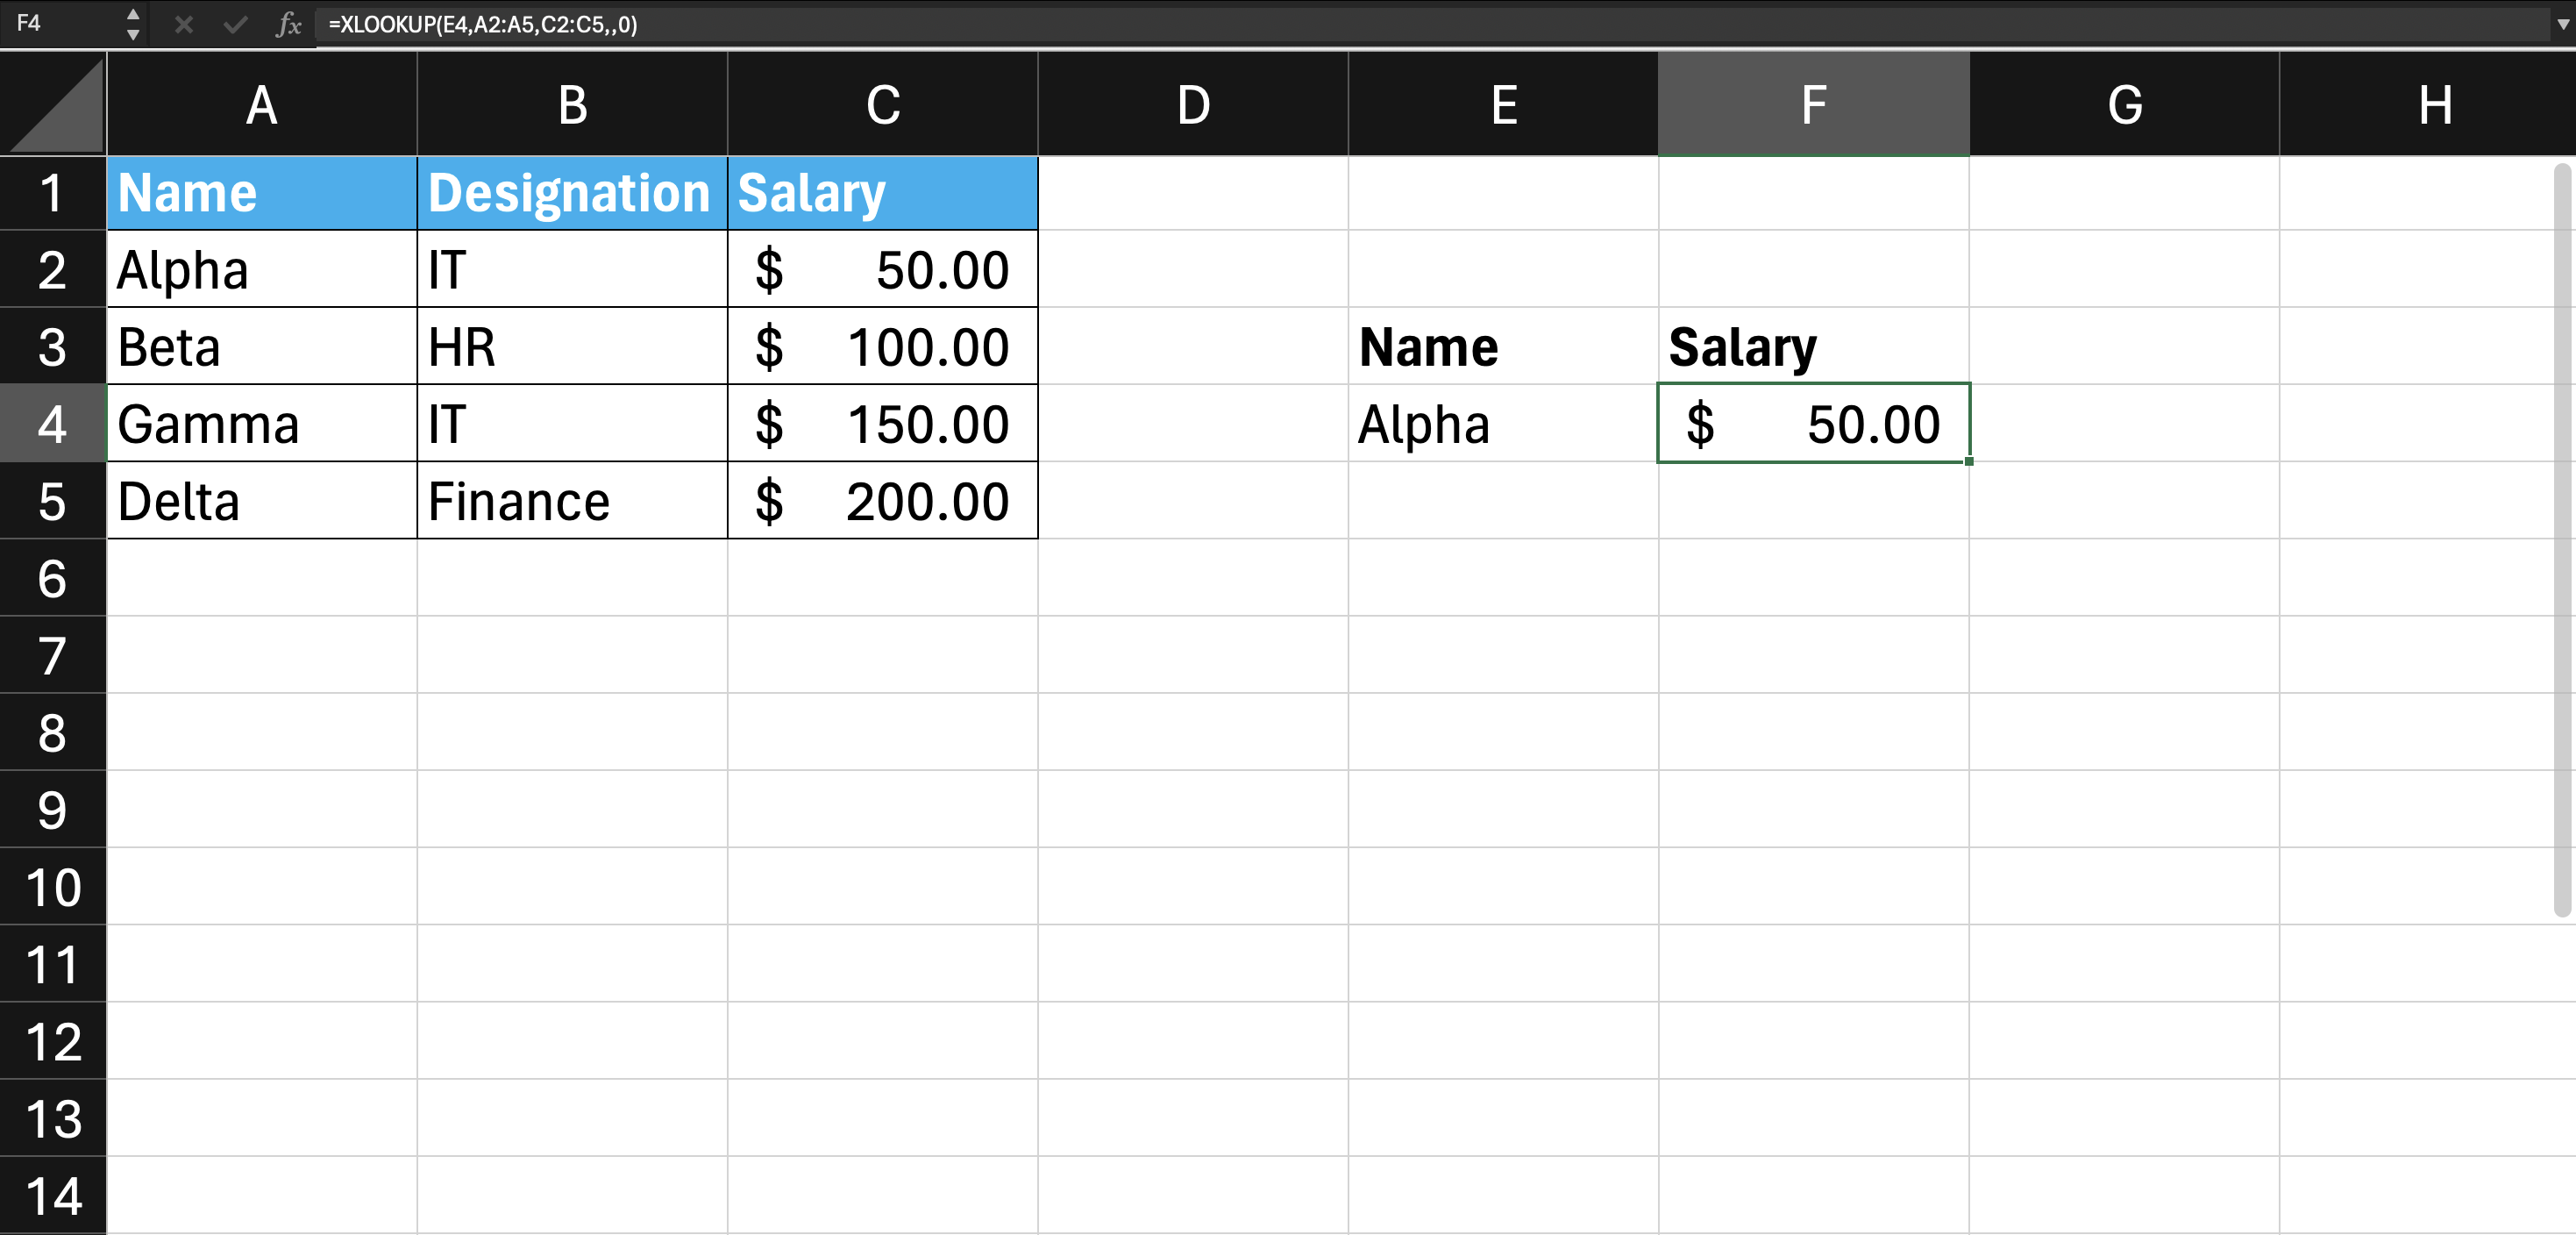 F4 fx =XLOOKUP(E4,A2:A5,C2:C5,,0)
A B C D E F G H
1 Name Designation Salary
2 Alpha IT $ 50.00
3 Beta HR $ 100.00 Name Salary
4 Gamma IT $ 150.00 Alpha $ 50.00
5 Delta Finance $ 200.00
6
7
8
9
10
11
12
13
14